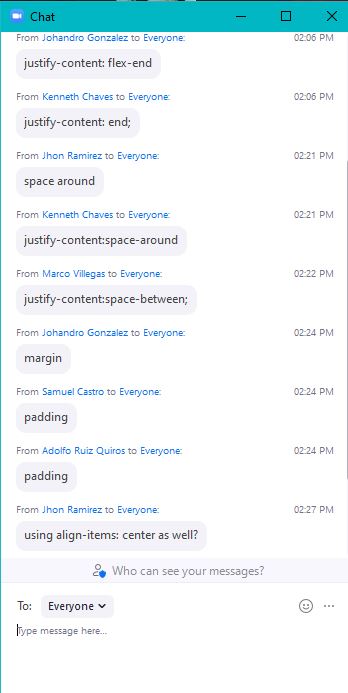 Chat
From Johandro Gonzalez to Everyone: 02:06 PM
justify-content: flex-end
From Kenneth Chaves to Everyone: 02:06 PM
justify-content: end;
From Jhon Ramirez to Everyone: 02:21 PM
space around
From Kenneth Chaves to Everyone: 02:21 PM
justify-content:space-around
From Marco Villegas to Everyone: 02:22 PM
justify-content:space-between;
From Johandro Gonzalez to Everyone: 02:24 PM
margin
From Samuel Castro to Everyone: 02:24 PM
padding
From Adolfo Ruiz Quiros to Everyone: 02:24 PM
padding
From Jhon Ramirez to Everyone: 02:27 PM
using align-items: center as well?
Who can see your messages?
To: Everyone
Type message here...